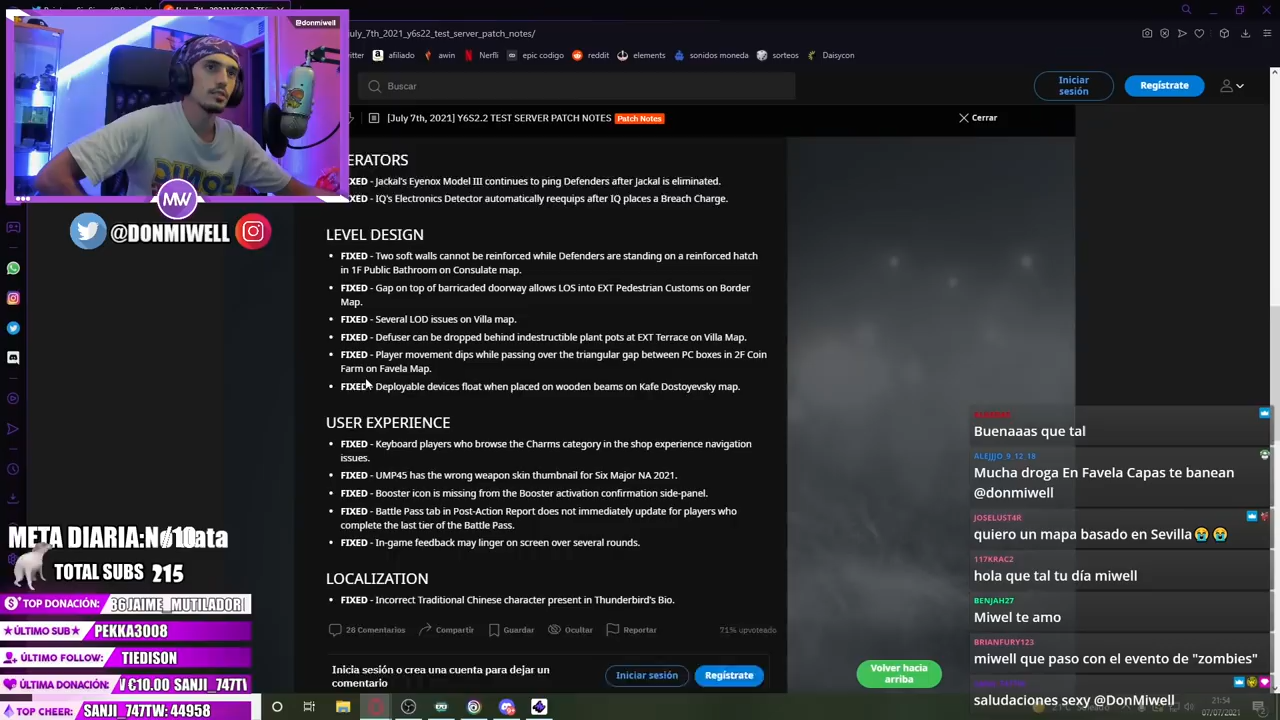 @donmiwell
july_7th_2021_y6s22_test_server_patch_notes/
afiliado
awin
Nerfli
epic codigo
reddit
elements
sonidos moneda
sorteos
Daisycon
Buscar
Iniciar sesión
Regístrate
[July 7th, 2021] Y6S2.2 TEST SERVER PATCH NOTES
Patch Notes
Cerrar
MW
@DONMIWELL
ERATORS
XED - Jackal's Eyenox Model III continues to ping Defenders after Jackal is eliminated.
XED - IQ's Electronics Detector automatically reequips after IQ places a Breach Charge.
LEVEL DESIGN
FIXED - Two soft walls cannot be reinforced while Defenders are standing on a reinforced hatch
in 1F Public Bathroom on Consulate map.
FIXED - Gap on top of barricaded doorway allows LOS into EXT Pedestrian Customs on Border
Map.
FIXED - Several LOD issues on Villa map.
FIXED - Defuser can be dropped behind indestructible plant pots at EXT Terrace on Villa Map.
FIXED - Player movement dips while passing over the triangular gap between PC boxes in 2F Coin
Farm on Favela Map.
FIXED - Deployable devices float when placed on wooden beams on Kafe Dostoyevsky map.
USER EXPERIENCE
FIXED - Keyboard players who browse the Charms category in the shop experience navigation
issues.
FIXED - UMP45 has the wrong weapon skin thumbnail for Six Major NA 2021.
FIXED - Booster icon is missing from the Booster activation confirmation side-panel.
FIXED - Battle Pass tab in Post-Action Report does not immediately update for players who
complete the last tier of the Battle Pass.
FIXED - In-game feedback may linger on screen over several rounds.
LOCALIZATION
FIXED - Incorrect Traditional Chinese character present in Thunderbird's Bio.
28 Comentarios
Compartir
Guardar
Ocultar
Reportar
71% upvoteado
Inicia sesión o crea una cuenta para dejar un
comentario
Iniciar sesión
Regístrate
Volver hacia
arriba
META DIARIA:
TOTAL SUBS 215
TOP DONACIÓN:
86 JAIME_MUTILADOR
★ÚLTIMO SUB★
PEKKA3008
ÚLTIMO FOLLOW:
TIEDISON
ÚLTIMA DONACIÓN:
€10.00 SANJI_747TW
TOP CHEER:
SANJI_747TW: 44958
Buenaaas que tal
ALEJJJO_9_12_18
Mucha droga En Favela Capas te banean
@donmiwell
JOSELUST4R
quiero un mapa basado en Sevilla😭 😭
117KRAC2
hola que tal tu día miwell
BENJAH27
Miwel te amo
BRIANFURY123
miwell que paso con el evento de "zombies"
saludaciones sexy @DonMiwell
21:54
07/07/2021